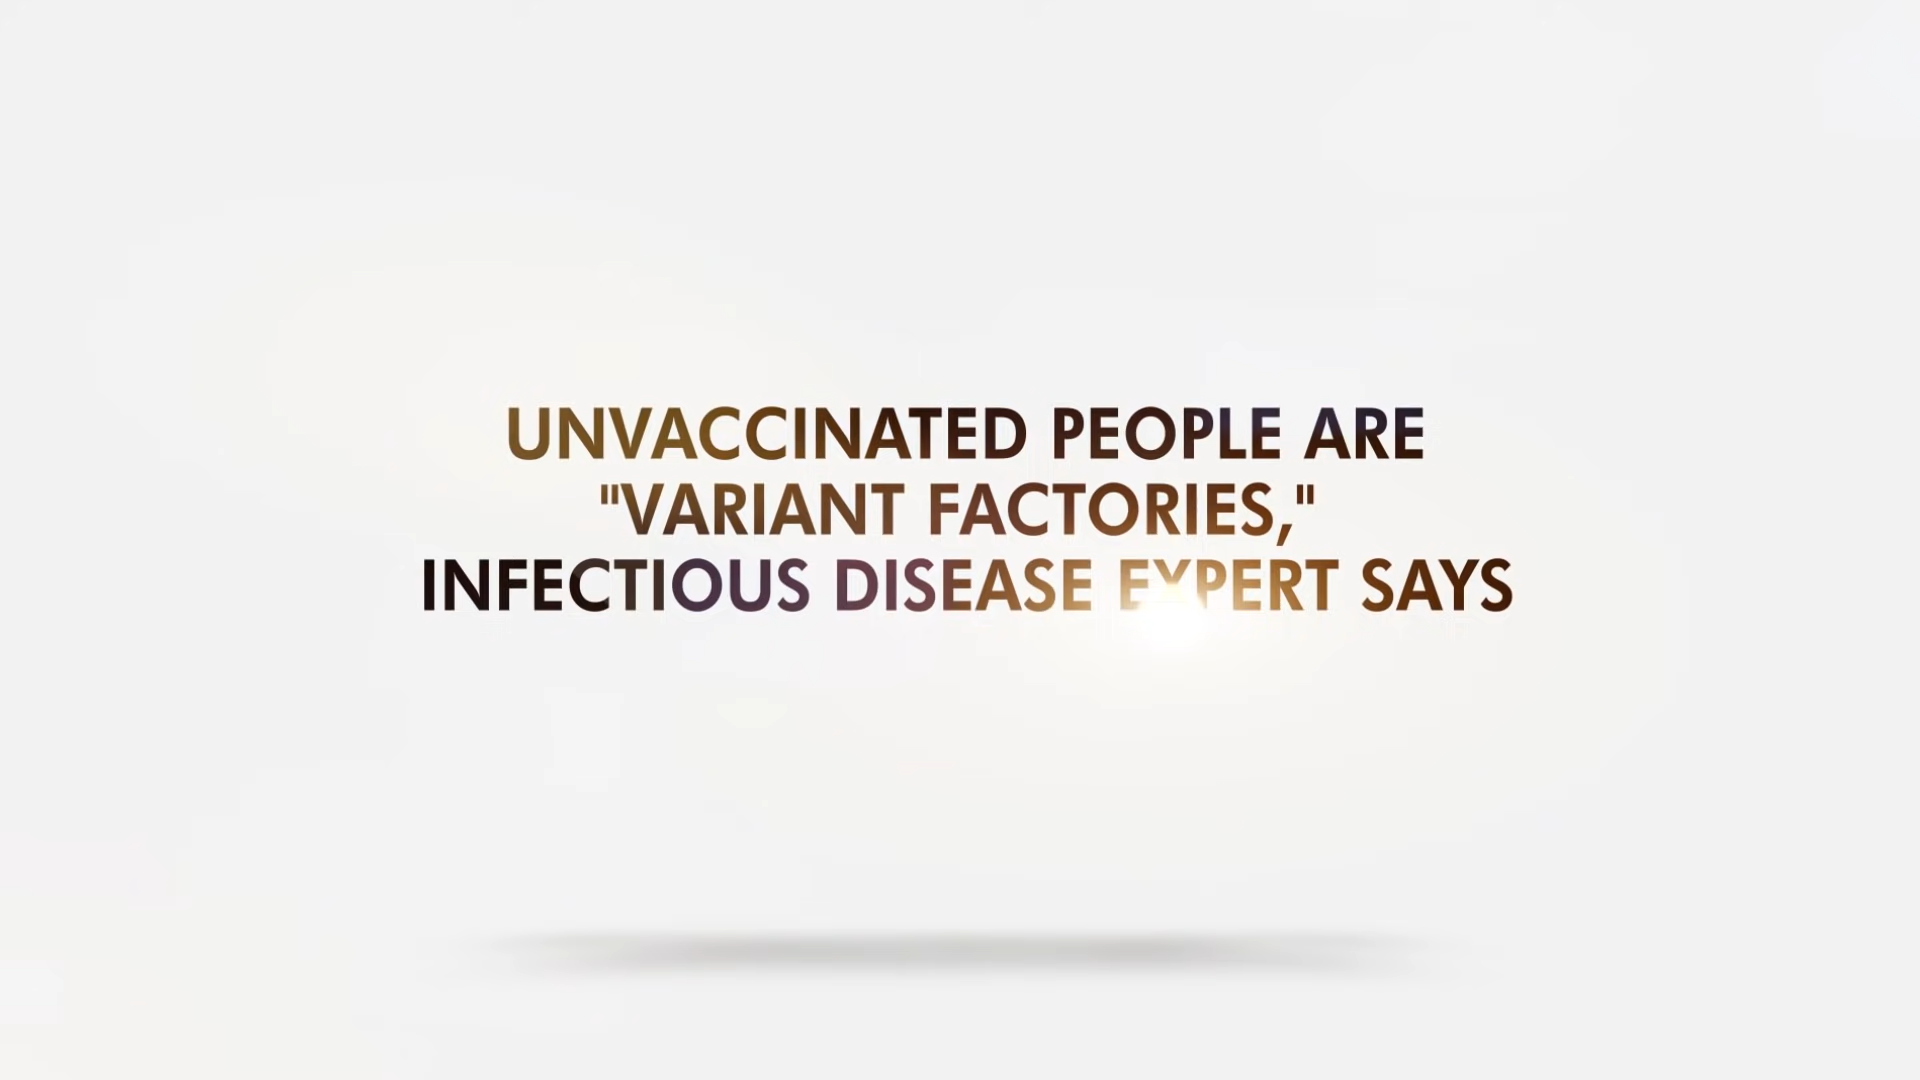 UNVACCINATED PEOPLE ARE
"VARIANT FACTORIES,"
INFECTIOUS DISEASE EXPERT SAYS